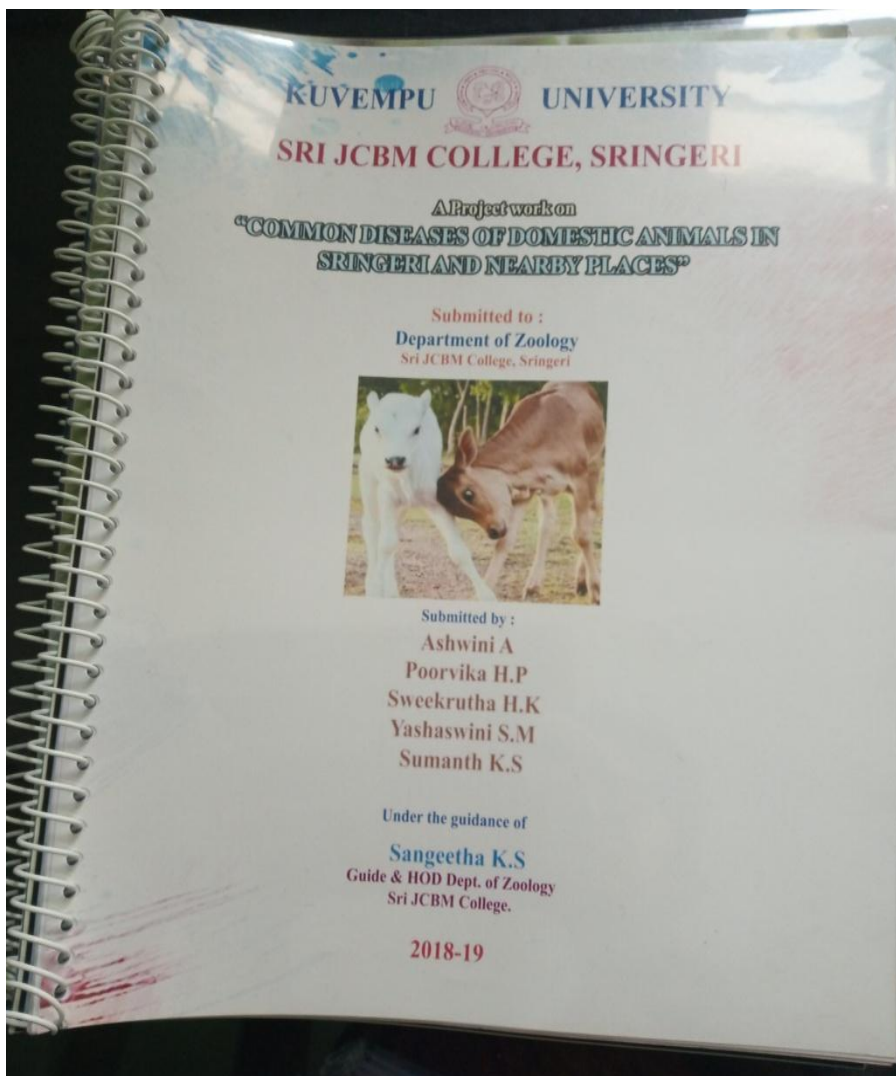 KUVEMPU UNIVERSITY
SRI JCBM COLLEGE, SRINGERI
A Project work on
“COMMON DISEASES OF DOMESTIC ANIMALS IN
SRINGERI AND NEARBY PLACES”
Submitted to :
Department of Zoology
Sri JCBM College, Sringeri
Submitted by :
Ashwini A
Poorvika H.P
Sweekrutha H.K
Yashaswini S.M
Sumanth K.S
Under the guidance of
Sangeetha K.S
Guide & HOD Dept. of Zoology
Sri JCBM College.
2018-19